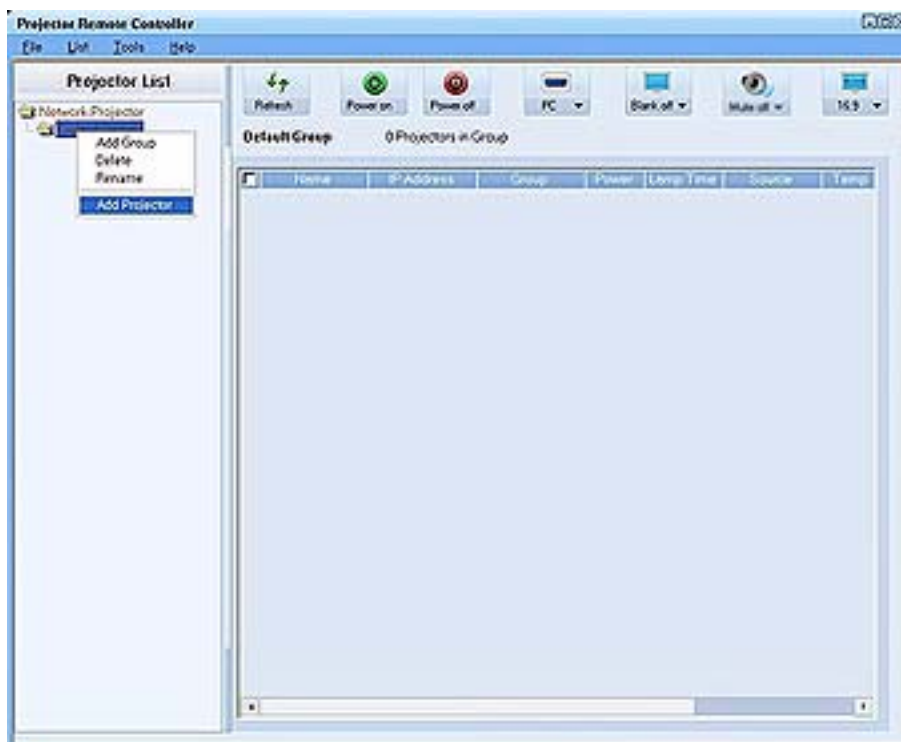 Projector Remote Controller
File List Tools Help
Projector List
Refresh Power on Power off PC Blank off Mute off 16:9
Network Projector
Default Group 0 Projectors in Group
Add Group
Delete
Rename
Add Projector
Name IP Address Group Power Lamp Time Source Temp